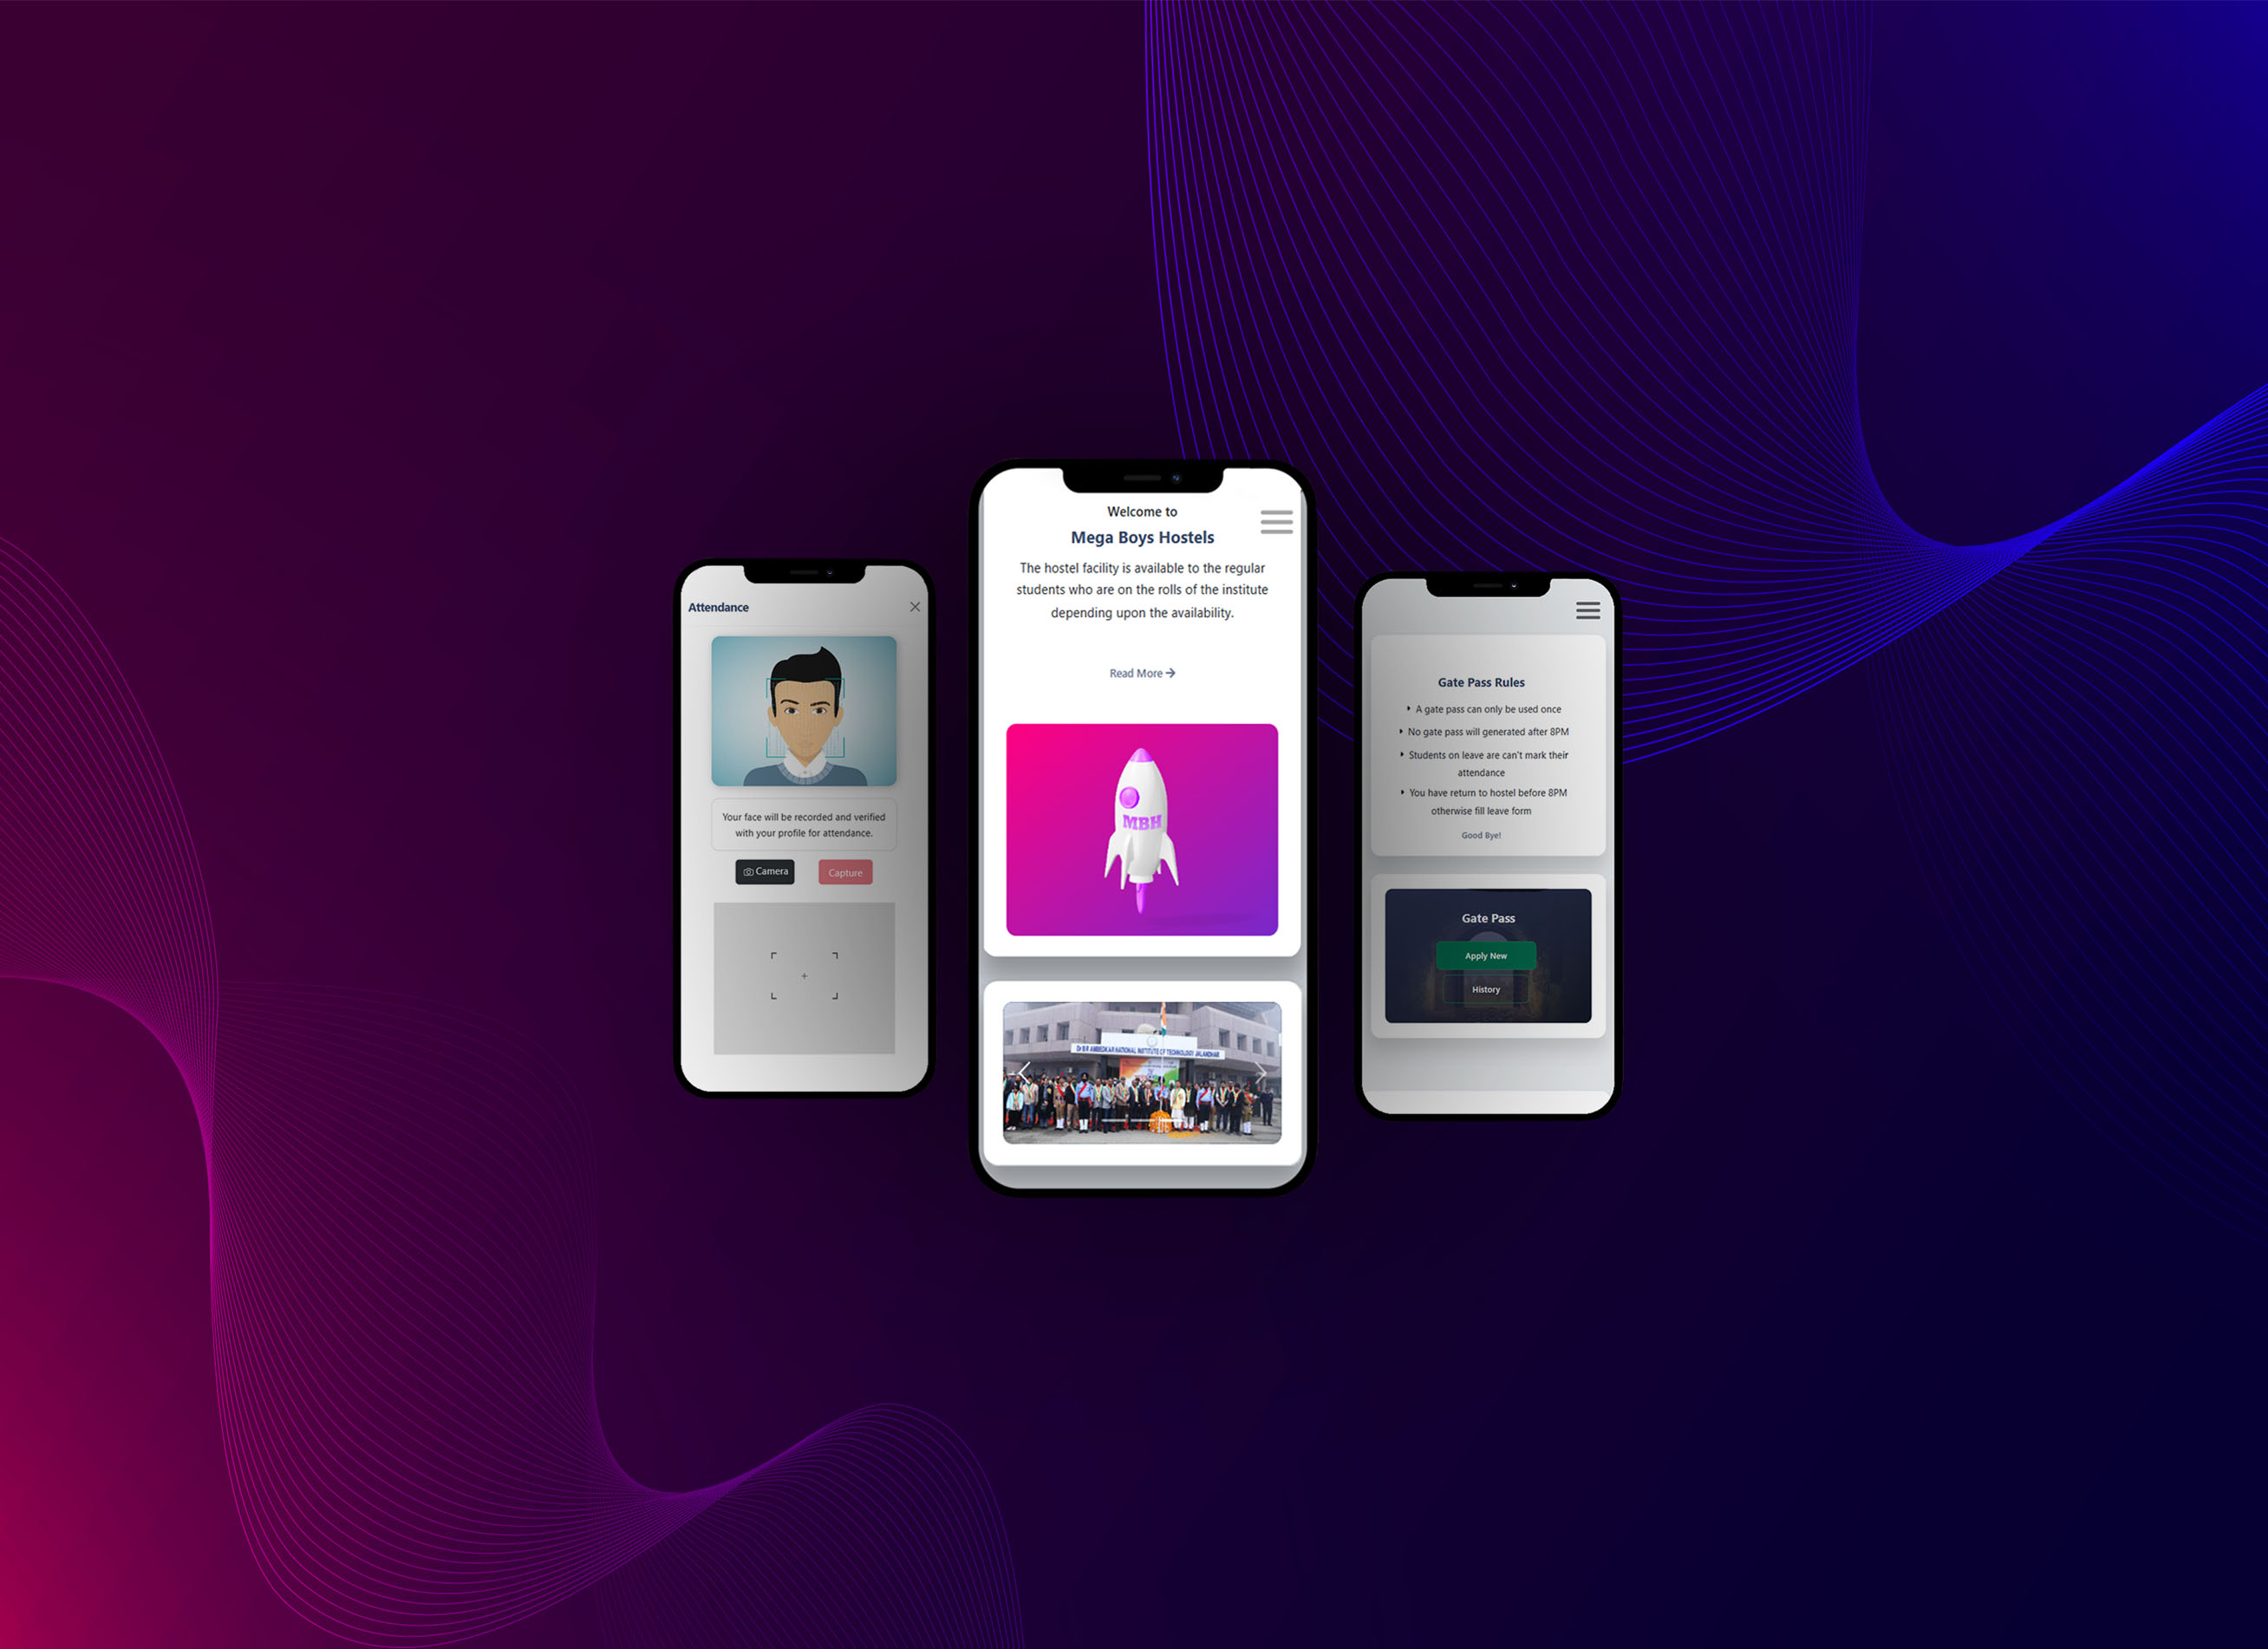 Attendance
Your face will be recorded and verified
with your profile for attendance.
Camera
Capture
Welcome to
Mega Boys Hostels
The hostel facility is available to the regular
students who are on the rolls of the institute
depending upon the availability.
Read More
MBH
Dr B R AMBEDKAR NATIONAL INSTITUTE OF TECHNOLOGY JALANDHAR
Gate Pass Rules
A gate pass can only be used once
No gate pass will generated after 8PM
Students on leave are can't mark their
attendance
You have return to hostel before 8PM
otherwise fill leave form
Good Bye!
Gate Pass
Apply New
History